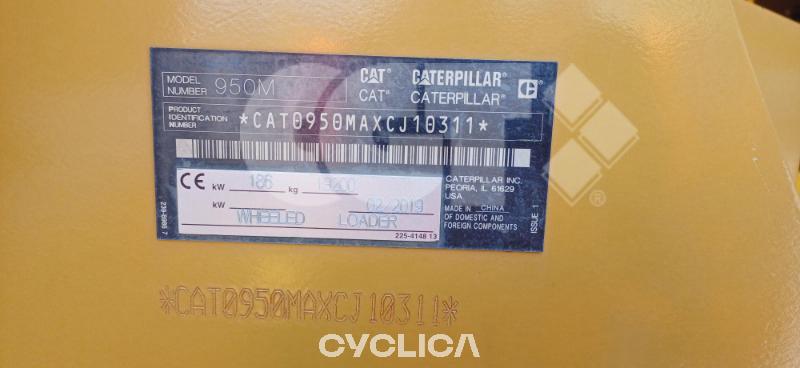 MODEL NUMBER 950M
CAT® CATERPILLAR®
CAT® CATERPILLAR®
PRODUCT IDENTIFICATION NUMBER *CAT0950MAXCJ10311*
CE kW 186 kg
kW 02/2019
WHEELED LOADER
225-4148 13
CATERPILLAR INC.
PEORIA, IL 61629
USA
MADE IN CHINA
OF DOMESTIC AND
FOREIGN COMPONENTS
ISSUE 1
*CAT0950MAXCJ10311*
CYCLICA